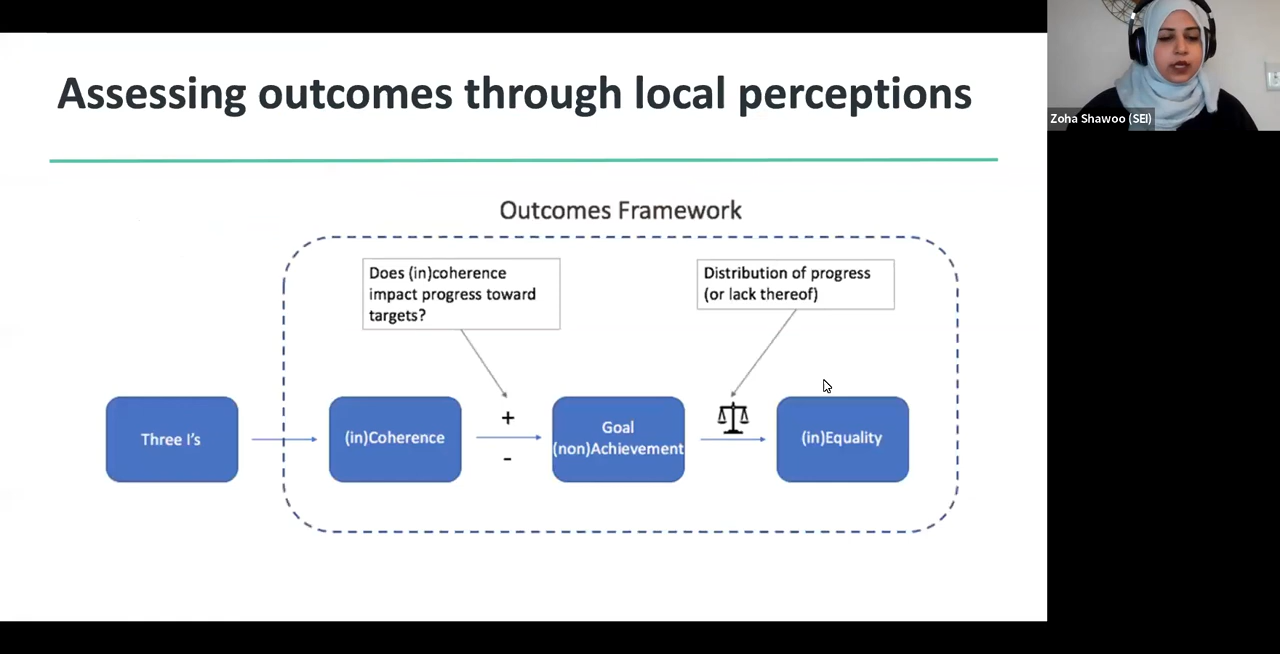 Assessing outcomes through local perceptions
Zoha Shawoo (SEI)
Outcomes Framework
Does (in)coherence
impact progress toward
targets?
Distribution of progress
(or lack thereof)
Three I's
(in)Coherence
+
-
Goal
(non)Achievement
(in)Equality